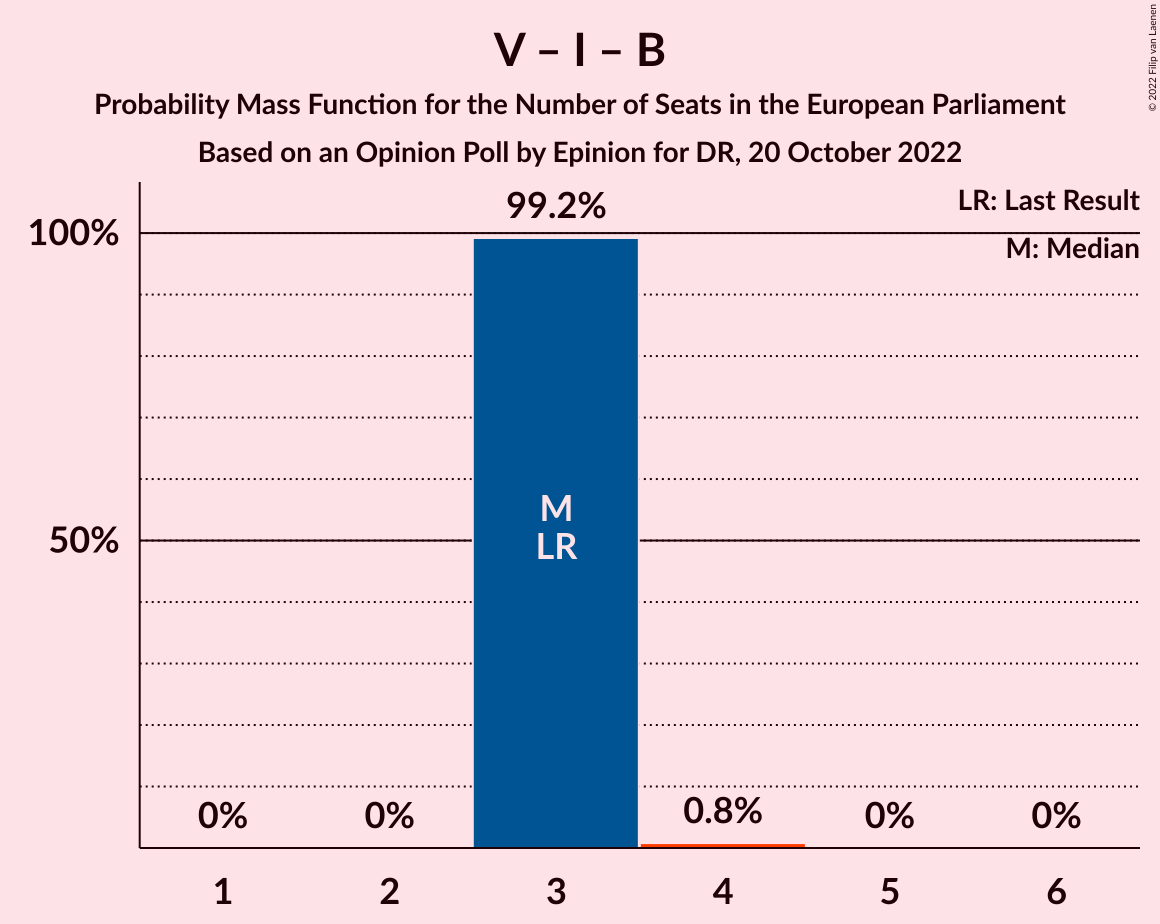 V – I – B
Probability Mass Function for the Number of Seats in the European Parliament
Based on an Opinion Poll by Epinion for DR, 20 October 2022
© 2022 Filip van Laenen
LR: Last Result
M: Median
99.2%
100%
50%
M
LR
0%
0%
0.8%
0%
0%
1
2
3
4
5
6